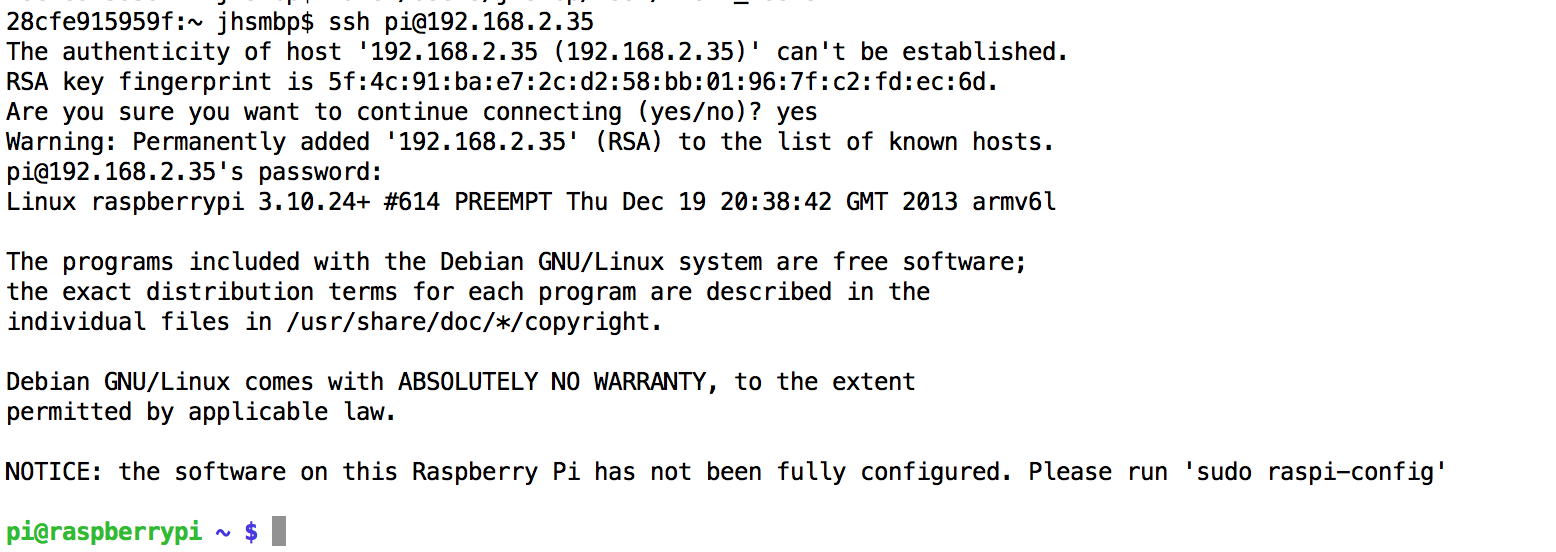 28cfe915959f:~ jhsmbp$ ssh pi@192.168.2.35
The authenticity of host '192.168.2.35 (192.168.2.35)' can't be established.
RSA key fingerprint is 5f:4c:91:ba:e7:2c:d2:58:bb:01:96:7f:c2:fd:ec:6d.
Are you sure you want to continue connecting (yes/no)? yes
Warning: Permanently added '192.168.2.35' (RSA) to the list of known hosts.
pi@192.168.2.35's password:
Linux raspberrypi 3.10.24+ #614 PREEMPT Thu Dec 19 20:38:42 GMT 2013 armv6l
The programs included with the Debian GNU/Linux system are free software;
the exact distribution terms for each program are described in the
individual files in /usr/share/doc/*/copyright.
Debian GNU/Linux comes with ABSOLUTELY NO WARRANTY, to the extent
permitted by applicable law.
NOTICE: the software on this Raspberry Pi has not been fully configured. Please run 'sudo raspi-config'
pi@raspberrypi ~ $